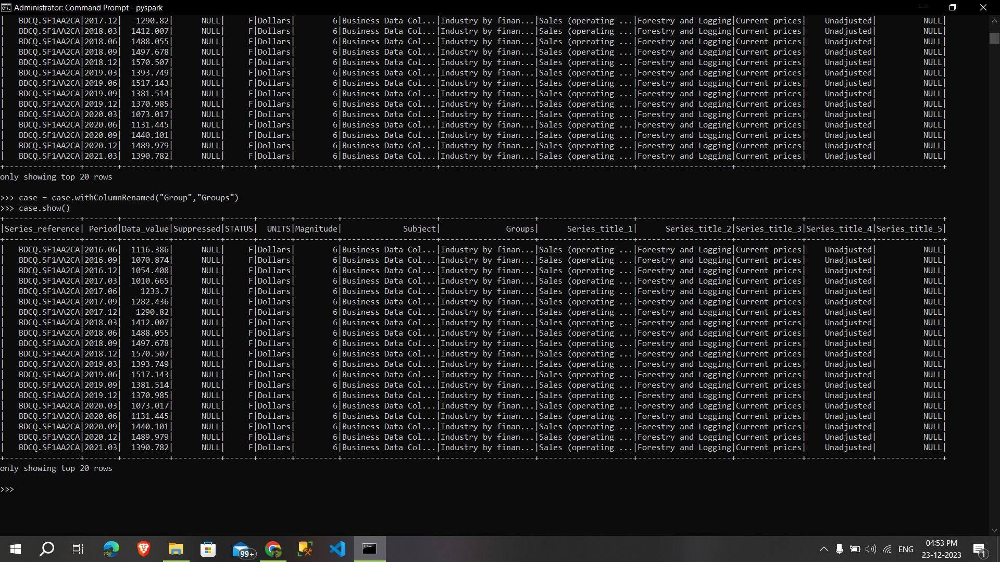 Administrator: Command Prompt - pyspark
| BDCQ.SF1AA2CA|2017.12| 1290.82| NULL| F|Dollars| 6|Business Data Col...|Industry by finan...|Sales (operating ...|Forestry and Logging|Current prices| Unadjusted| NULL|
| BDCQ.SF1AA2CA|2018.03| 1412.007| NULL| F|Dollars| 6|Business Data Col...|Industry by finan...|Sales (operating ...|Forestry and Logging|Current prices| Unadjusted| NULL|
| BDCQ.SF1AA2CA|2018.06| 1488.055| NULL| F|Dollars| 6|Business Data Col...|Industry by finan...|Sales (operating ...|Forestry and Logging|Current prices| Unadjusted| NULL|
| BDCQ.SF1AA2CA|2018.09| 1497.678| NULL| F|Dollars| 6|Business Data Col...|Industry by finan...|Sales (operating ...|Forestry and Logging|Current prices| Unadjusted| NULL|
| BDCQ.SF1AA2CA|2018.12| 1570.507| NULL| F|Dollars| 6|Business Data Col...|Industry by finan...|Sales (operating ...|Forestry and Logging|Current prices| Unadjusted| NULL|
| BDCQ.SF1AA2CA|2019.03| 1393.749| NULL| F|Dollars| 6|Business Data Col...|Industry by finan...|Sales (operating ...|Forestry and Logging|Current prices| Unadjusted| NULL|
| BDCQ.SF1AA2CA|2019.06| 1517.143| NULL| F|Dollars| 6|Business Data Col...|Industry by finan...|Sales (operating ...|Forestry and Logging|Current prices| Unadjusted| NULL|
| BDCQ.SF1AA2CA|2019.09| 1381.514| NULL| F|Dollars| 6|Business Data Col...|Industry by finan...|Sales (operating ...|Forestry and Logging|Current prices| Unadjusted| NULL|
| BDCQ.SF1AA2CA|2019.12| 1370.985| NULL| F|Dollars| 6|Business Data Col...|Industry by finan...|Sales (operating ...|Forestry and Logging|Current prices| Unadjusted| NULL|
| BDCQ.SF1AA2CA|2020.03| 1073.017| NULL| F|Dollars| 6|Business Data Col...|Industry by finan...|Sales (operating ...|Forestry and Logging|Current prices| Unadjusted| NULL|
| BDCQ.SF1AA2CA|2020.06| 1131.445| NULL| F|Dollars| 6|Business Data Col...|Industry by finan...|Sales (operating ...|Forestry and Logging|Current prices| Unadjusted| NULL|
| BDCQ.SF1AA2CA|2020.09| 1440.101| NULL| F|Dollars| 6|Business Data Col...|Industry by finan...|Sales (operating ...|Forestry and Logging|Current prices| Unadjusted| NULL|
| BDCQ.SF1AA2CA|2020.12| 1489.979| NULL| F|Dollars| 6|Business Data Col...|Industry by finan...|Sales (operating ...|Forestry and Logging|Current prices| Unadjusted| NULL|
| BDCQ.SF1AA2CA|2021.03| 1390.782| NULL| F|Dollars| 6|Business Data Col...|Industry by finan...|Sales (operating ...|Forestry and Logging|Current prices| Unadjusted| NULL|
+----------------+-------+----------+----------+------+-------+---------+--------------------+--------------------+--------------------+--------------------+--------------+--------------+--------------+
only showing top 20 rows
>>> case = case.withColumnRenamed("Group","Groups")
>>> case.show()
+----------------+-------+----------+----------+------+-------+---------+--------------------+--------------------+--------------------+--------------------+--------------+--------------+--------------+
|Series_reference| Period|Data_value|Suppressed|STATUS| UNITS|Magnitude| Subject| Groups| Series_title_1| Series_title_2|Series_title_3|Series_title_4|Series_title_5|
+----------------+-------+----------+----------+------+-------+---------+--------------------+--------------------+--------------------+--------------------+--------------+--------------+--------------+
| BDCQ.SF1AA2CA|2016.06| 1116.386| NULL| F|Dollars| 6|Business Data Col...|Industry by finan...|Sales (operating ...|Forestry and Logging|Current prices| Unadjusted| NULL|
| BDCQ.SF1AA2CA|2016.09| 1070.874| NULL| F|Dollars| 6|Business Data Col...|Industry by finan...|Sales (operating ...|Forestry and Logging|Current prices| Unadjusted| NULL|
| BDCQ.SF1AA2CA|2016.12| 1054.408| NULL| F|Dollars| 6|Business Data Col...|Industry by finan...|Sales (operating ...|Forestry and Logging|Current prices| Unadjusted| NULL|
| BDCQ.SF1AA2CA|2017.03| 1010.665| NULL| F|Dollars| 6|Business Data Col...|Industry by finan...|Sales (operating ...|Forestry and Logging|Current prices| Unadjusted| NULL|
| BDCQ.SF1AA2CA|2017.06| 1233.7| NULL| F|Dollars| 6|Business Data Col...|Industry by finan...|Sales (operating ...|Forestry and Logging|Current prices| Unadjusted| NULL|
| BDCQ.SF1AA2CA|2017.09| 1282.436| NULL| F|Dollars| 6|Business Data Col...|Industry by finan...|Sales (operating ...|Forestry and Logging|Current prices| Unadjusted| NULL|
| BDCQ.SF1AA2CA|2017.12| 1290.82| NULL| F|Dollars| 6|Business Data Col...|Industry by finan...|Sales (operating ...|Forestry and Logging|Current prices| Unadjusted| NULL|
| BDCQ.SF1AA2CA|2018.03| 1412.007| NULL| F|Dollars| 6|Business Data Col...|Industry by finan...|Sales (operating ...|Forestry and Logging|Current prices| Unadjusted| NULL|
| BDCQ.SF1AA2CA|2018.06| 1488.055| NULL| F|Dollars| 6|Business Data Col...|Industry by finan...|Sales (operating ...|Forestry and Logging|Current prices| Unadjusted| NULL|
| BDCQ.SF1AA2CA|2018.09| 1497.678| NULL| F|Dollars| 6|Business Data Col...|Industry by finan...|Sales (operating ...|Forestry and Logging|Current prices| Unadjusted| NULL|
| BDCQ.SF1AA2CA|2018.12| 1570.507| NULL| F|Dollars| 6|Business Data Col...|Industry by finan...|Sales (operating ...|Forestry and Logging|Current prices| Unadjusted| NULL|
| BDCQ.SF1AA2CA|2019.03| 1393.749| NULL| F|Dollars| 6|Business Data Col...|Industry by finan...|Sales (operating ...|Forestry and Logging|Current prices| Unadjusted| NULL|
| BDCQ.SF1AA2CA|2019.06| 1517.143| NULL| F|Dollars| 6|Business Data Col...|Industry by finan...|Sales (operating ...|Forestry and Logging|Current prices| Unadjusted| NULL|
| BDCQ.SF1AA2CA|2019.09| 1381.514| NULL| F|Dollars| 6|Business Data Col...|Industry by finan...|Sales (operating ...|Forestry and Logging|Current prices| Unadjusted| NULL|
| BDCQ.SF1AA2CA|2019.12| 1370.985| NULL| F|Dollars| 6|Business Data Col...|Industry by finan...|Sales (operating ...|Forestry and Logging|Current prices| Unadjusted| NULL|
| BDCQ.SF1AA2CA|2020.03| 1073.017| NULL| F|Dollars| 6|Business Data Col...|Industry by finan...|Sales (operating ...|Forestry and Logging|Current prices| Unadjusted| NULL|
| BDCQ.SF1AA2CA|2020.06| 1131.445| NULL| F|Dollars| 6|Business Data Col...|Industry by finan...|Sales (operating ...|Forestry and Logging|Current prices| Unadjusted| NULL|
| BDCQ.SF1AA2CA|2020.09| 1440.101| NULL| F|Dollars| 6|Business Data Col...|Industry by finan...|Sales (operating ...|Forestry and Logging|Current prices| Unadjusted| NULL|
| BDCQ.SF1AA2CA|2020.12| 1489.979| NULL| F|Dollars| 6|Business Data Col...|Industry by finan...|Sales (operating ...|Forestry and Logging|Current prices| Unadjusted| NULL|
| BDCQ.SF1AA2CA|2021.03| 1390.782| NULL| F|Dollars| 6|Business Data Col...|Industry by finan...|Sales (operating ...|Forestry and Logging|Current prices| Unadjusted| NULL|
+----------------+-------+----------+----------+------+-------+---------+--------------------+--------------------+--------------------+--------------------+--------------+--------------+--------------+
only showing top 20 rows
>>>
99+
ENG
04:53 PM
23-12-2023
1